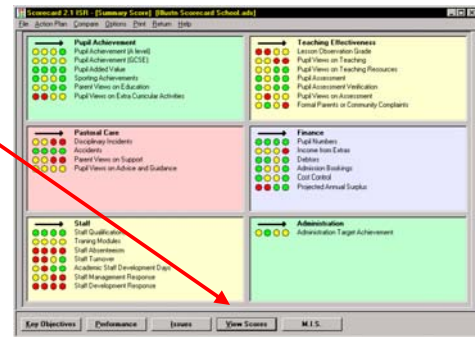 Scorecard 2.1 ISR - [Summary Score] [Illustro Scorecard School.ads]
File Action Plan Compare Options Print Return Help
Pupil Achievement
Pupil Achievement (A level)
Pupil Achievement (GCSE)
Pupil Added Value
Sporting Achievements
Parent Views on Education
Pupil Views on Extra Curricular Activities
Teaching Effectiveness
Lesson Observation Grade
Pupil Views on Teaching
Pupil Views on Teaching Resources
Pupil Assessment
Pupil Assessment Verification
Pupil Views on Assessment
Formal Parents or Community Complaints
Pastoral Care
Disciplinary Incidents
Accidents
Parent Views on Support
Pupil Views on Advice and Guidance
Finance
Pupil Numbers
Income from Extras
Debtors
Admission Bookings
Cost Control
Projected Annual Surplus
Staff
Staff Qualifications
Traning Modules
Staff Absenteeism
Staff Turnover
Academic Staff Development Days
Staff Management Response
Staff Development Response
Administration
Administration Target Achievement
Key Objectives Performance Issues View Scores M.I.S.